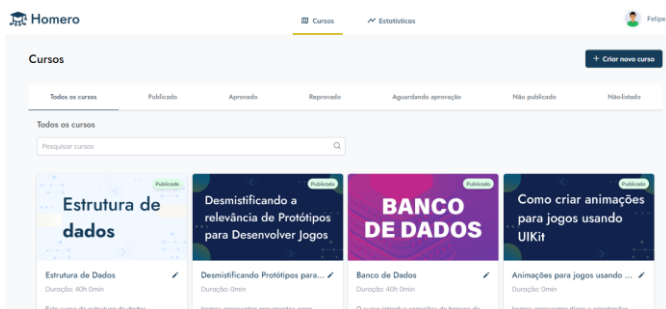 Homero
Cursos
Estatísticas
Felipe
Cursos
+ Criar novo curso
Todos os cursos
Publicado
Aprovado
Reprovado
Aguardando aprovação
Não publicado
Não-listado
Todos os cursos
Pesquisar cursos
Publicado
Estrutura de
dados
Publicado
Desmistificando a
relevância de Protótipos
para Desenvolver Jogos
Publicado
BANCO
DE DADOS
Publicado
Como criar animações
para jogos usando
UIKit
Estrutura de Dados
Duração: 40h 0min
Desmistificando Protótipos para...
Duração: 0min
Banco de Dados
Duração: 40h 0min
Animações para jogos usando ...
Duração: 0min